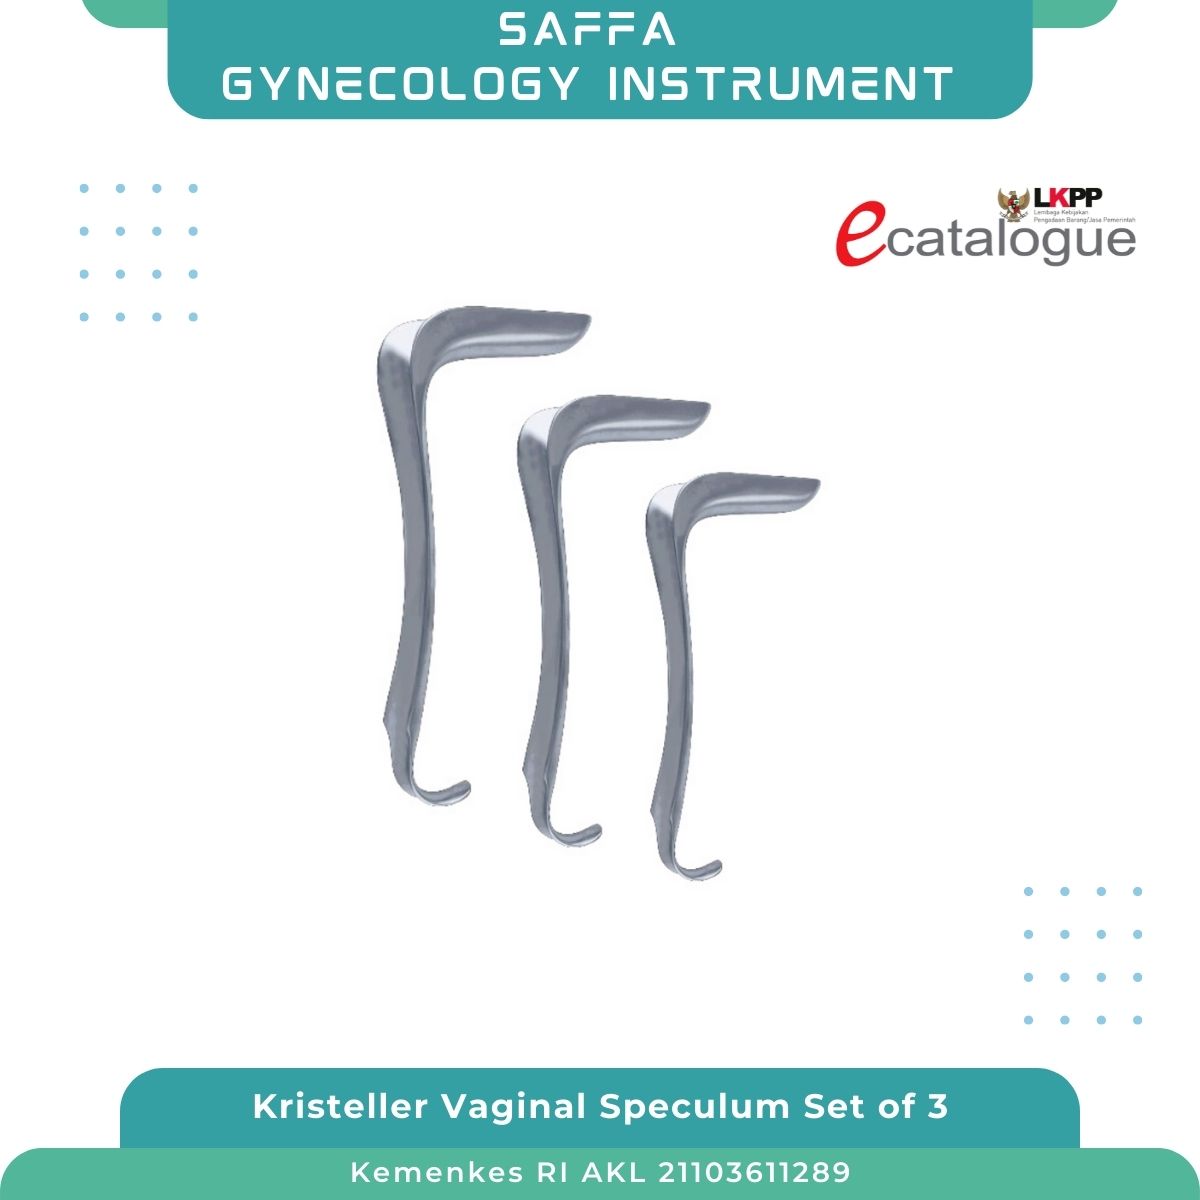 SAFFA
GYNECOLOGY INSTRUMENT
LKPP
Lembaga Kebijakan
Pengadaan Barang/Jasa Pemerintah
ecatalogue
Kristeller Vaginal Speculum Set of 3
Kemenkes RI AKL 21103611289